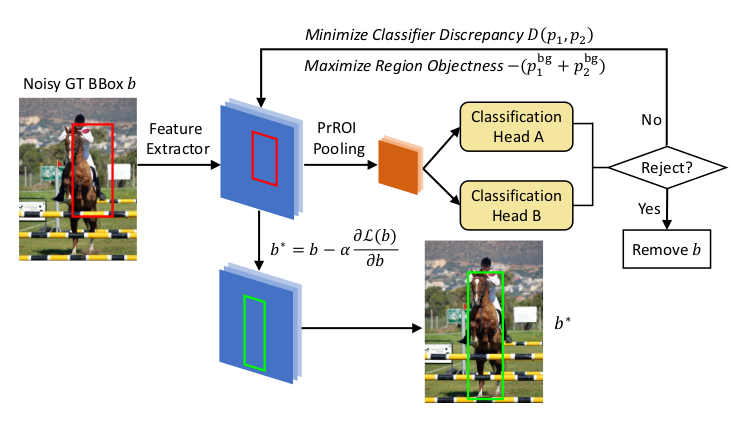 Minimize Classifier Discrepancy D(p₁, p₂)
Maximize Region Objectness −(p₁ᵇᵍ + p₂ᵇᵍ)
Noisy GT BBox b
Feature
Extractor
PrROI
Pooling
Classification
Head A
Classification
Head B
No
Reject?
Yes
Remove b
b* = b − α ∂ℒ(b)/∂b
b*